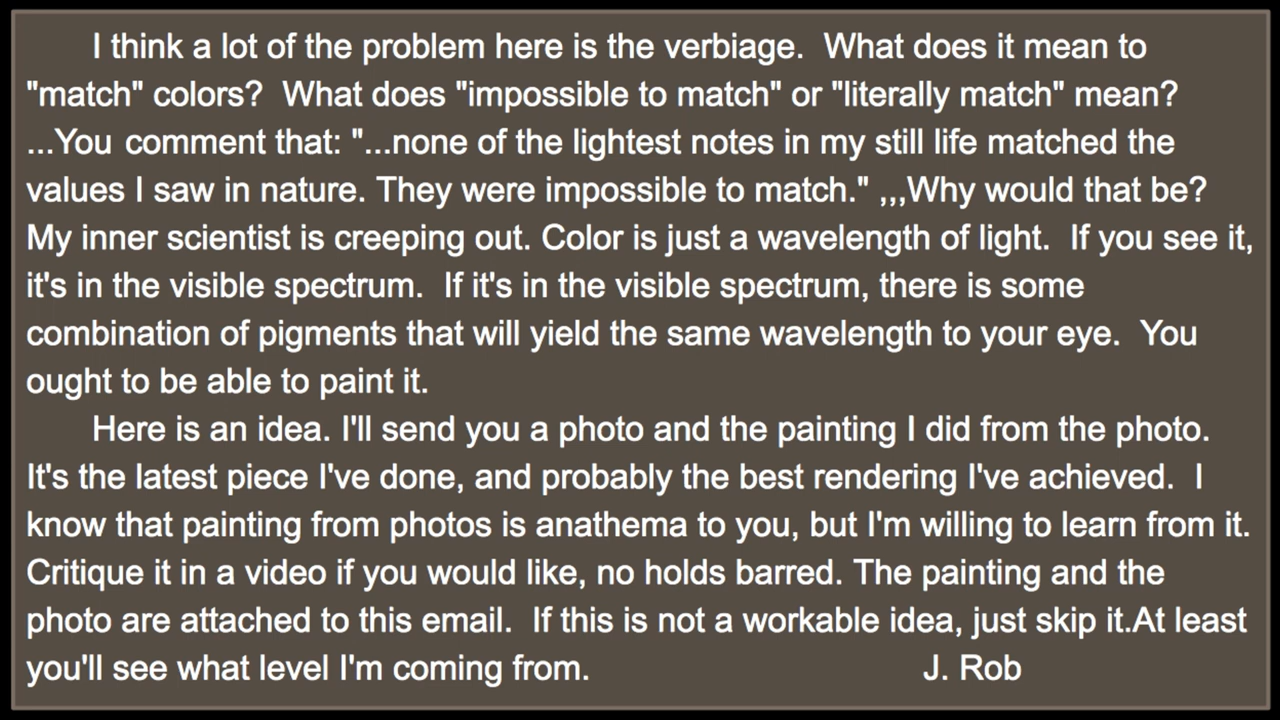 I think a lot of the problem here is the verbiage.  What does it mean to
"match" colors?  What does "impossible to match" or "literally match" mean?
...You comment that: "...none of the lightest notes in my still life matched the
values I saw in nature. They were impossible to match." ,,,Why would that be?
My inner scientist is creeping out. Color is just a wavelength of light.  If you see it,
it's in the visible spectrum.  If it's in the visible spectrum, there is some
combination of pigments that will yield the same wavelength to your eye.  You
ought to be able to paint it.
Here is an idea. I'll send you a photo and the painting I did from the photo.
It's the latest piece I've done, and probably the best rendering I've achieved.  I
know that painting from photos is anathema to you, but I'm willing to learn from it.
Critique it in a video if you would like, no holds barred. The painting and the
photo are attached to this email.  If this is not a workable idea, just skip it.At least
you'll see what level I'm coming from. J. Rob